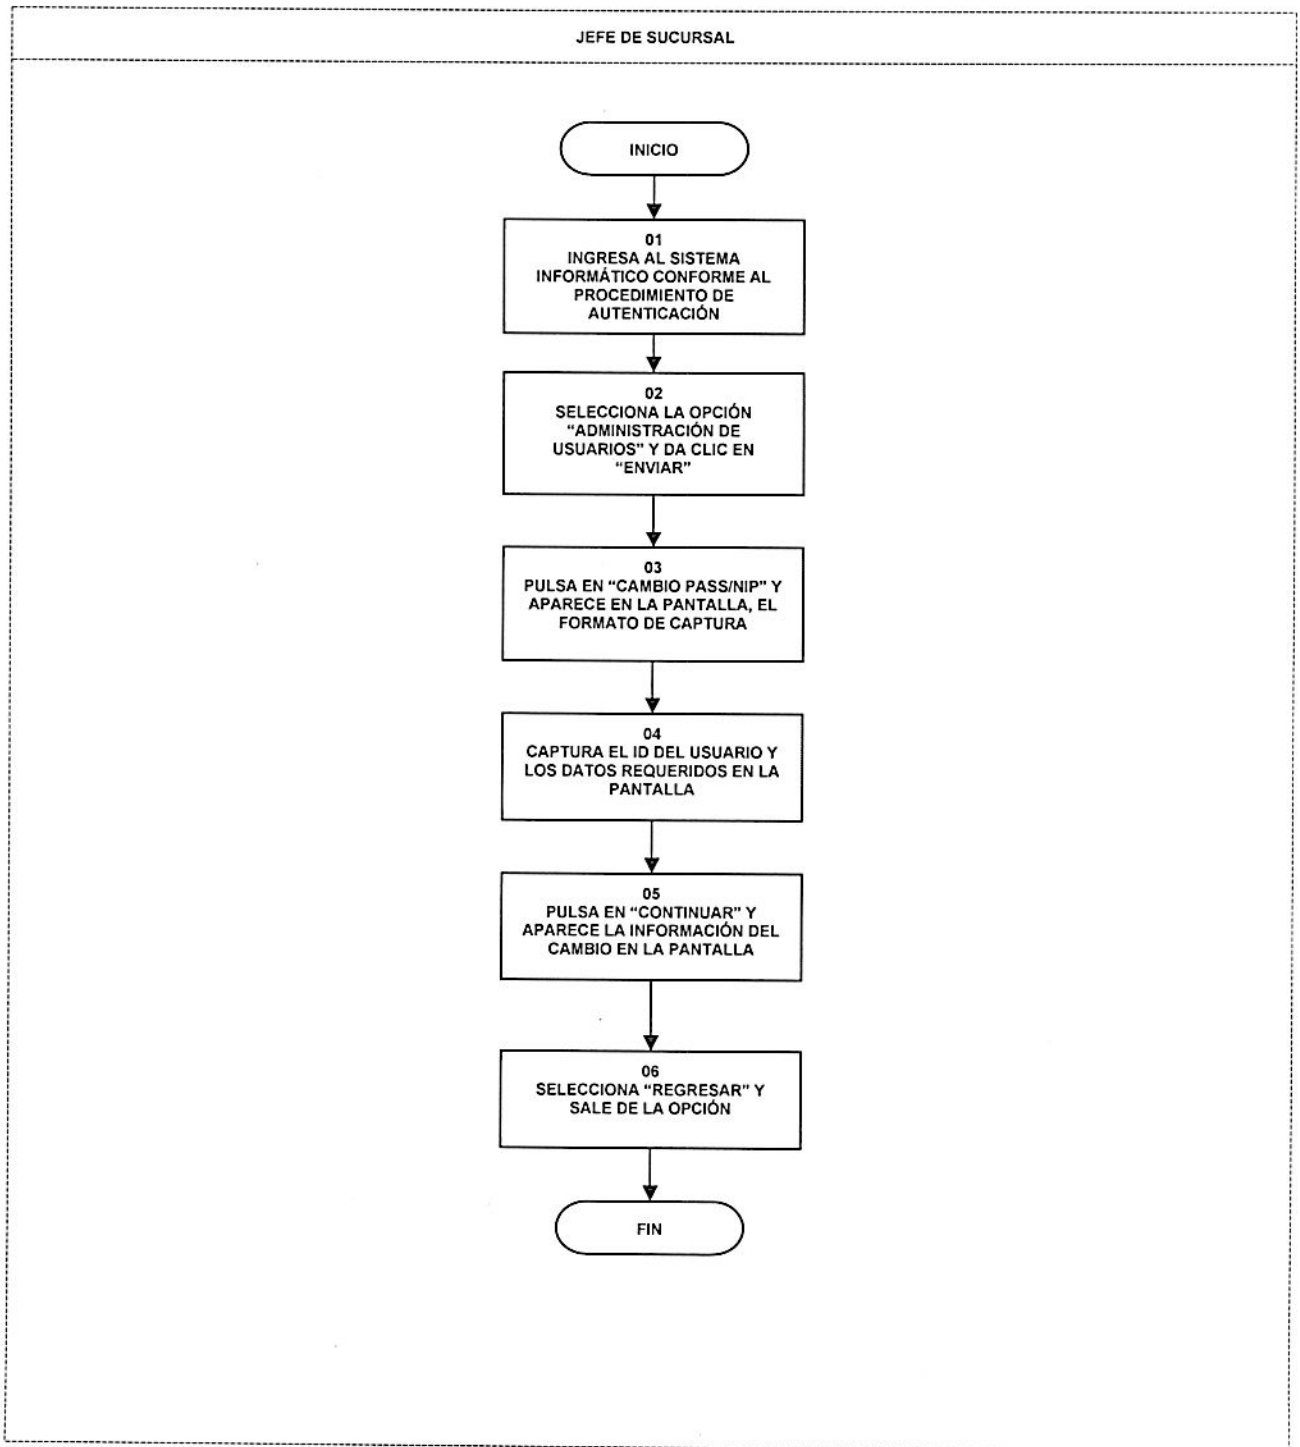 JEFE DE SUCURSAL
INICIO
01
INGRESA AL SISTEMA
INFORMÁTICO CONFORME AL
PROCEDIMIENTO DE
AUTENTICACIÓN
02
SELECCIONA LA OPCIÓN
“ADMINISTRACIÓN DE
USUARIOS” Y DA CLIC EN
“ENVIAR”
03
PULSA EN “CAMBIO PASS/NIP” Y
APARECE EN LA PANTALLA, EL
FORMATO DE CAPTURA
04
CAPTURA EL ID DEL USUARIO Y
LOS DATOS REQUERIDOS EN LA
PANTALLA
05
PULSA EN “CONTINUAR” Y
APARECE LA INFORMACIÓN DEL
CAMBIO EN LA PANTALLA
06
SELECCIONA “REGRESAR” Y
SALE DE LA OPCIÓN
FIN